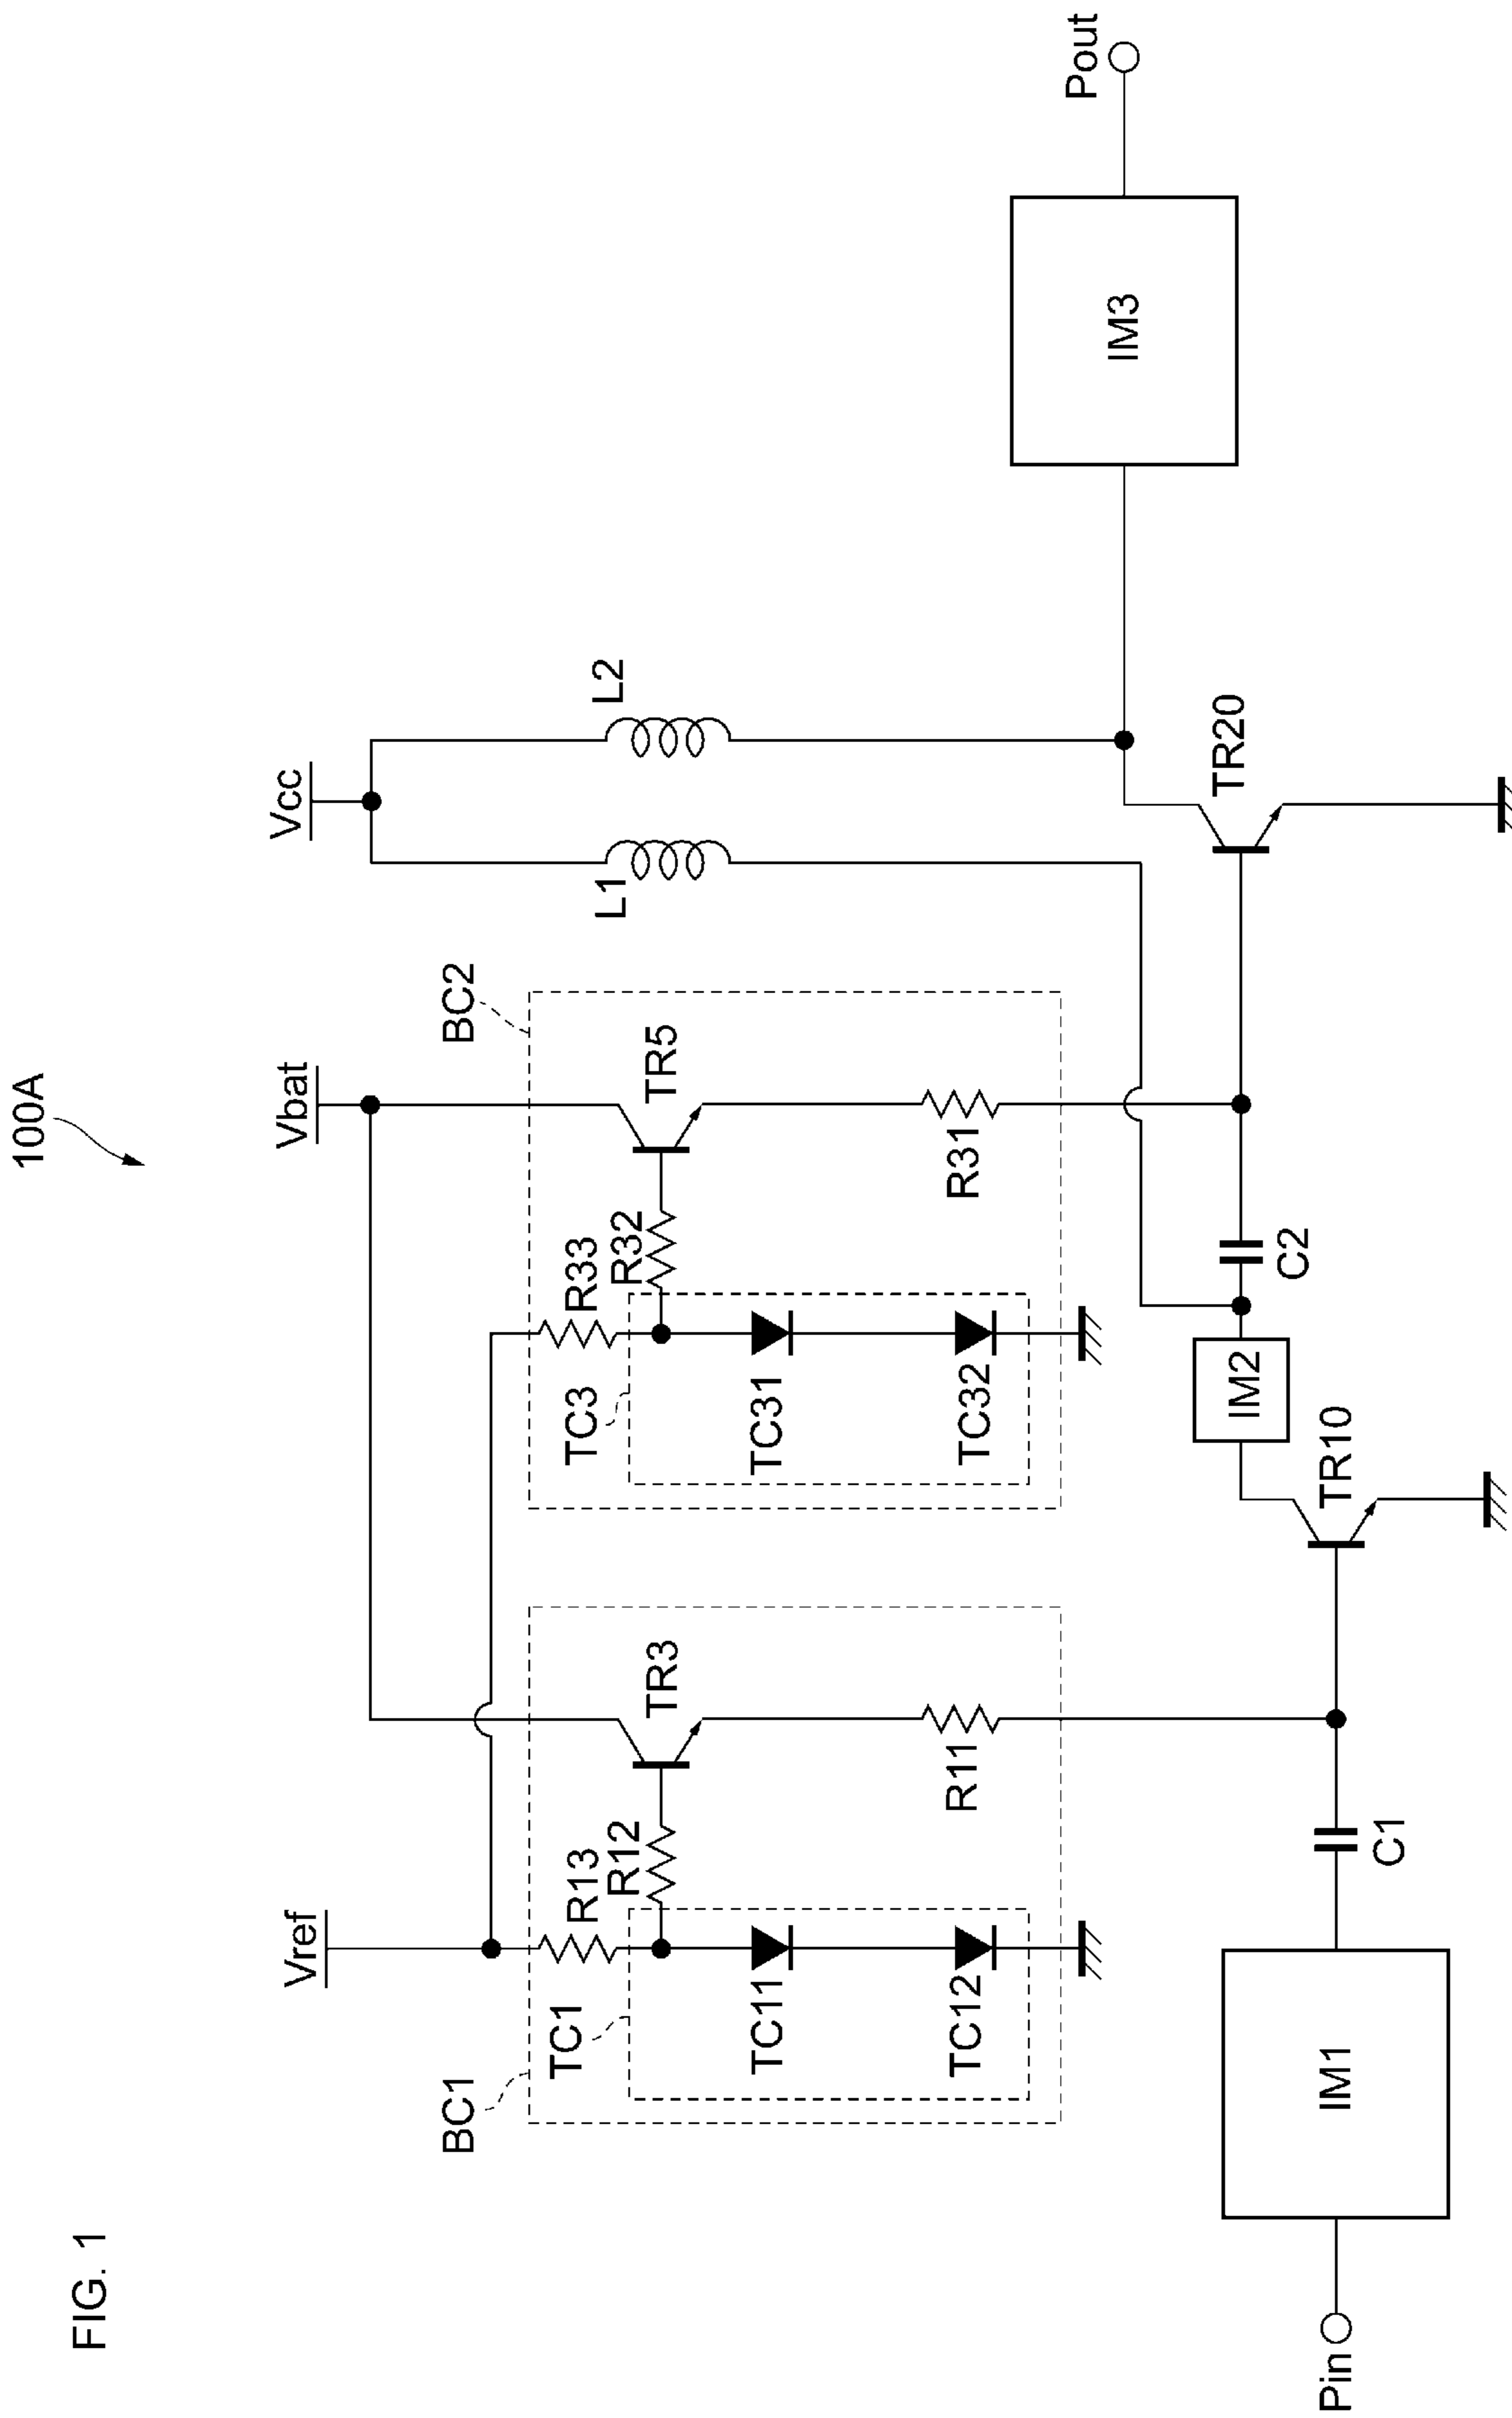 FIG. 1
100A
Vref
Vbat
Vcc
BC1
BC2
TC1
R13
R12
TR3
TC3
R33
R32
TR5
L1
L2
TC11
TC12
R11
TC31
TC32
R31
Pout
IM3
TR20
IM2
C2
TR10
Pin
IM1
C1